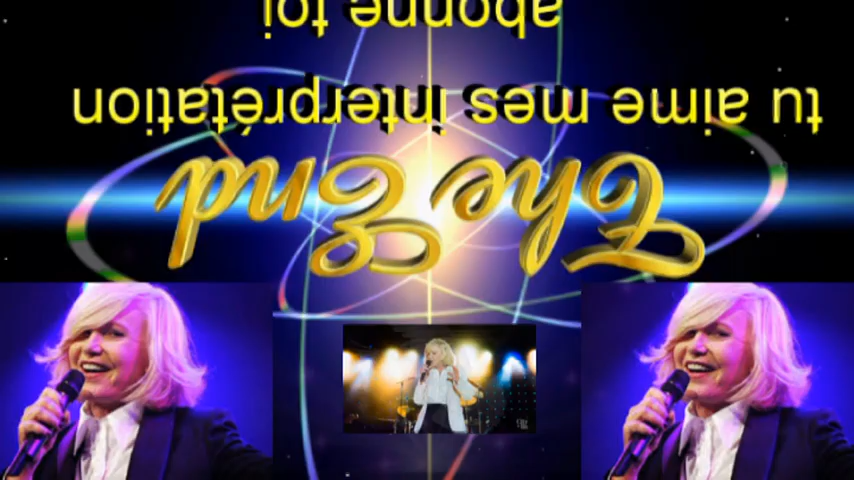 The End
tu aime mes interprétation
abonne toi